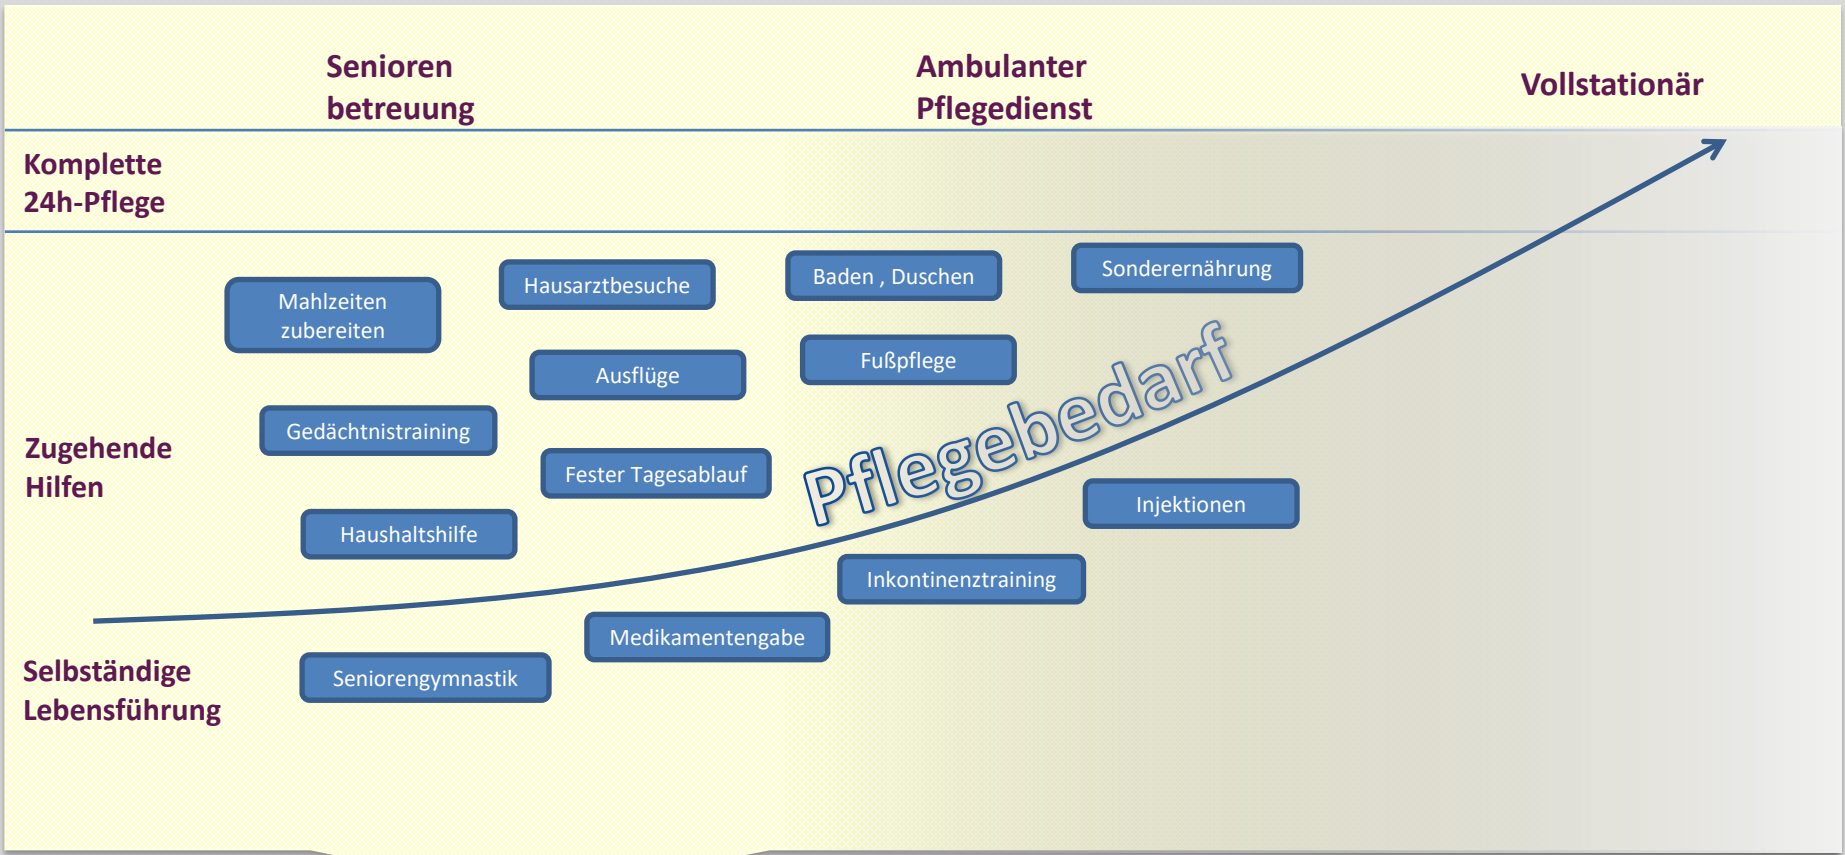 Senioren
betreuung
Ambulanter
Pflegedienst
Vollstationär
Komplette
24h-Pflege
Mahlzeiten
zubereiten
Hausarztbesuche
Baden , Duschen
Sonderernährung
Ausflüge
Fußpflege
Gedächtnistraining
Zugehende
Hilfen
Fester Tagesablauf
Pflegebedarf
Injektionen
Haushaltshilfe
Inkontinenztraining
Medikamentengabe
Selbständige
Lebensführung
Seniorengymnastik